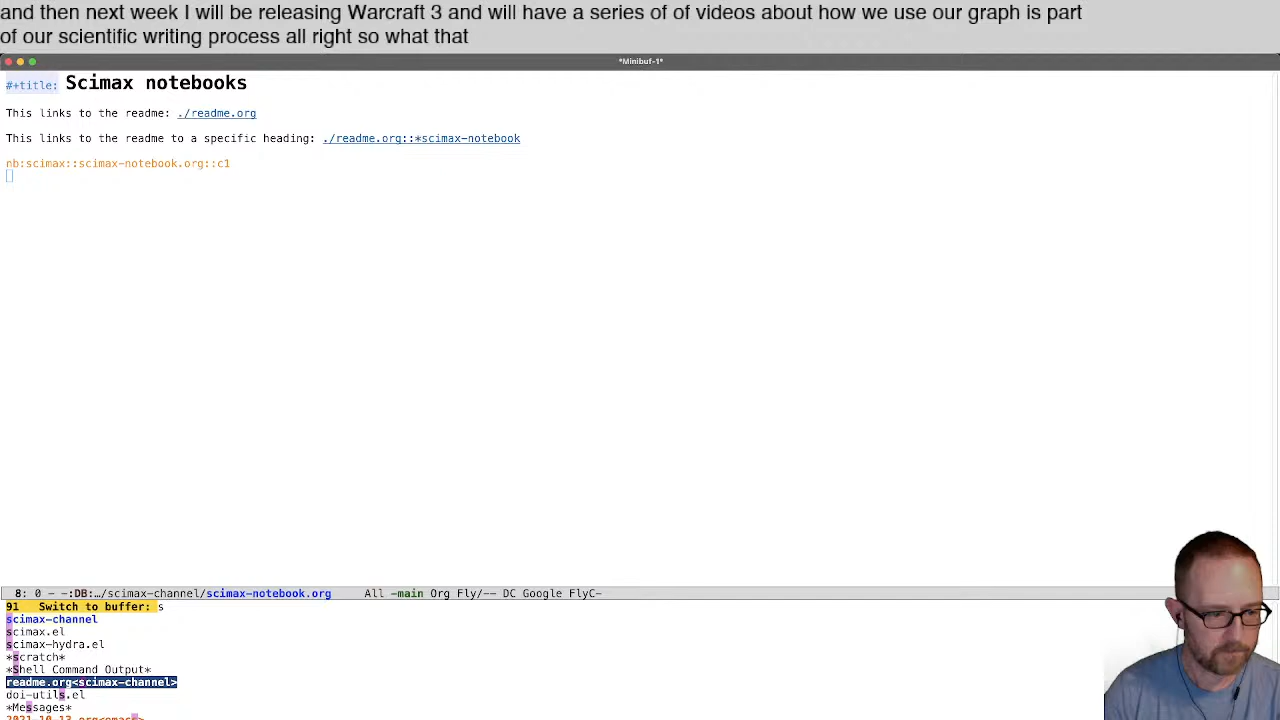 and then next week I will be releasing Warcraft 3 and will have a series of of videos about how we use our graph is part
of our scientific writing process all right so what that
*Minibuf-1*
#+title: Scimax notebooks
This links to the readme: ./readme.org
This links to the readme to a specific heading: ./readme.org::*scimax-notebook
nb:scimax::scimax-notebook.org::c1
8: 0 - -:DB:…/scimax-channel/scimax-notebook.org All -main Org Fly/-- DC Google FlyC-
91 Switch to buffer: s
scimax-channel
scimax.el
scimax-hydra.el
*scratch*
*Shell Command Output*
readme.org<scimax-channel>
doi-utils.el
*Messages*
2021-10-13.org<emacs>